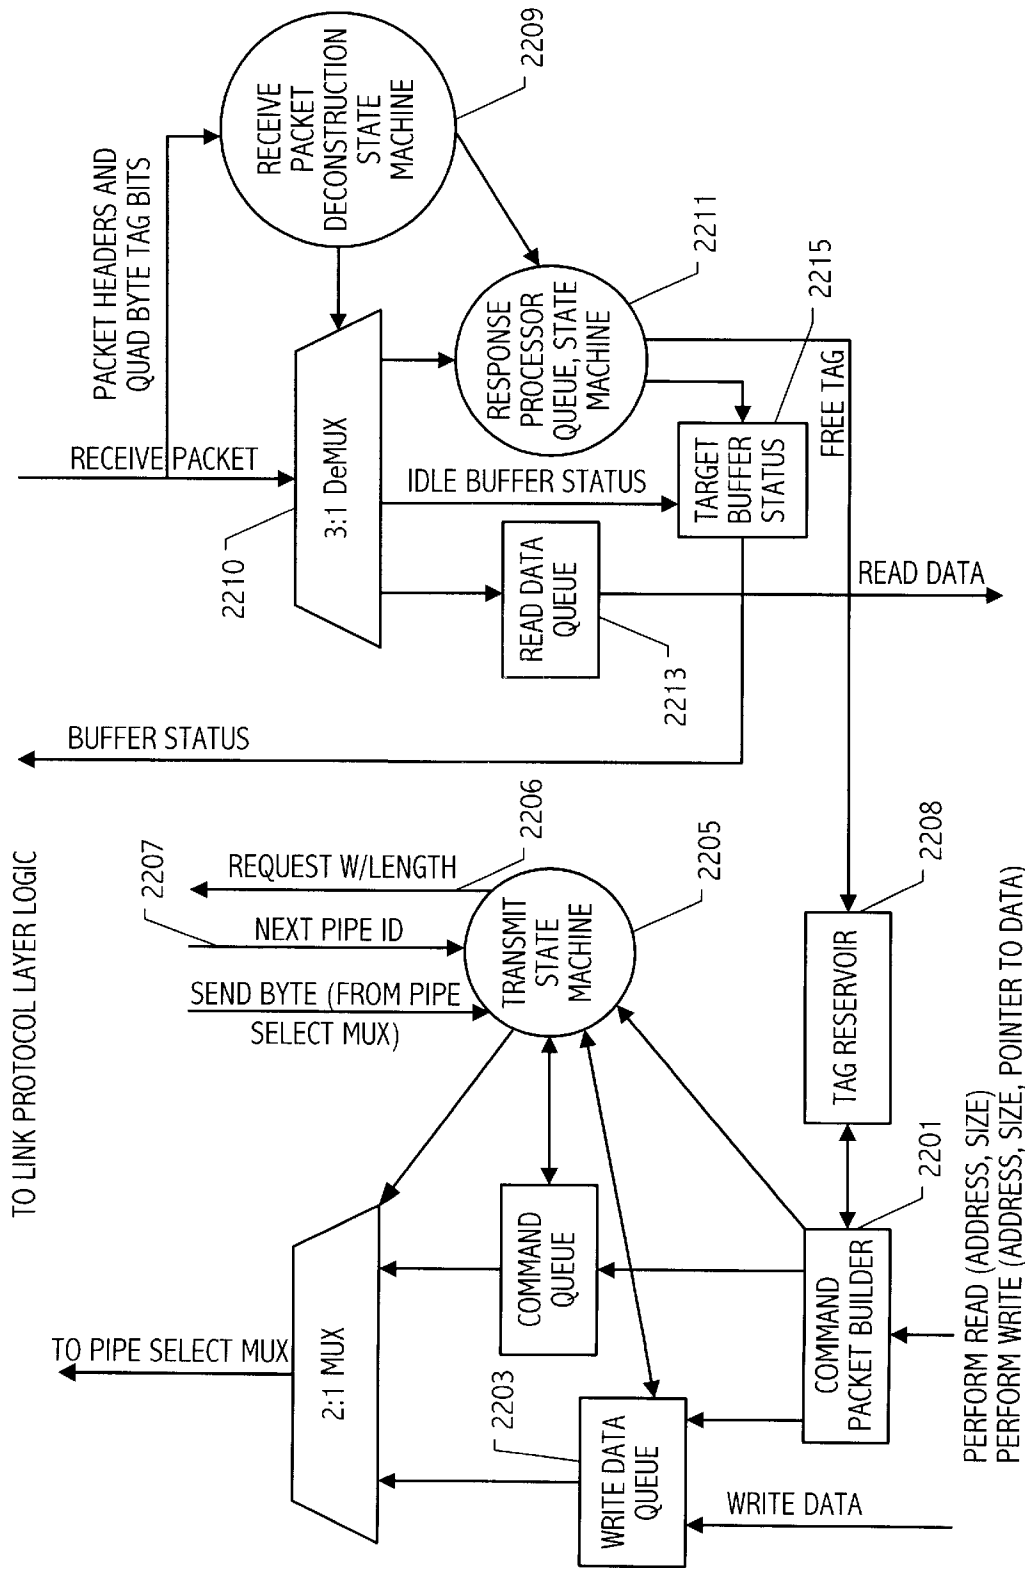 TO LINK PROTOCOL LAYER LOGIC
TO PIPE SELECT MUX
2:1 MUX
2203
WRITE DATA
QUEUE
WRITE DATA
COMMAND
QUEUE
COMMAND
PACKET BUILDER
2201
PERFORM READ (ADDRESS, SIZE)
PERFORM WRITE (ADDRESS, SIZE, POINTER TO DATA)
SEND BYTE (FROM PIPE
SELECT MUX)
NEXT PIPE ID
2207
REQUEST W/LENGTH
2206
TRANSMIT
STATE
MACHINE
2205
TAG RESERVOIR
2208
BUFFER STATUS
RECEIVE PACKET
PACKET HEADERS AND
QUAD BYTE TAG BITS
2210
3:1 DeMUX
RECEIVE
PACKET
DECONSTRUCTION
STATE
MACHINE
2209
IDLE BUFFER STATUS
READ DATA
QUEUE
2213
RESPONSE
PROCESSOR
QUEUE, STATE
MACHINE
2211
TARGET
BUFFER
STATUS
2215
FREE TAG
READ DATA